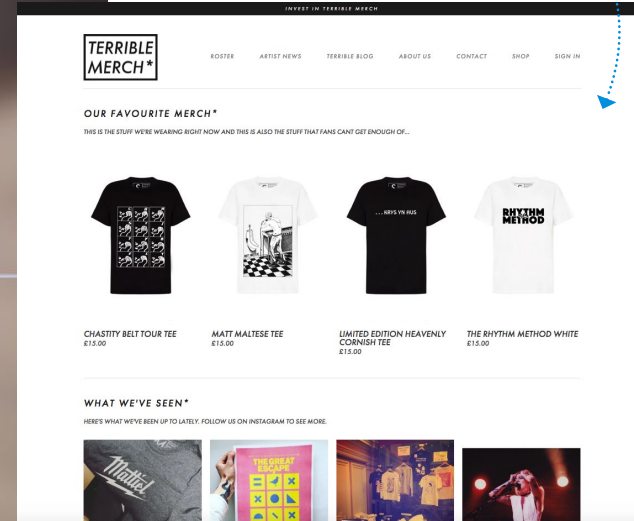 INVEST IN TERRIBLE MERCH
TERRIBLE
MERCH*
ROSTER ARTIST NEWS TERRIBLE BLOG ABOUT US CONTACT SHOP SIGN IN
OUR FAVOURITE MERCH*
THIS IS THE STUFF WE'RE WEARING RIGHT NOW AND THIS IS ALSO THE STUFF THAT FANS CANT GET ENOUGH OF...
...KRYS YN HUS
RHYTHM
METHOD
CHASTITY BELT TOUR TEE
£15.00
MATT MALTESE TEE
£15.00
LIMITED EDITION HEAVENLY
CORNISH TEE
£15.00
THE RHYTHM METHOD WHITE
£15.00
WHAT WE'VE SEEN*
HERE'S WHAT WE'VE BEEN UP TO LATELY. FOLLOW US ON INSTAGRAM TO SEE MORE.
Mattiel
THE GREAT
ESCAPE